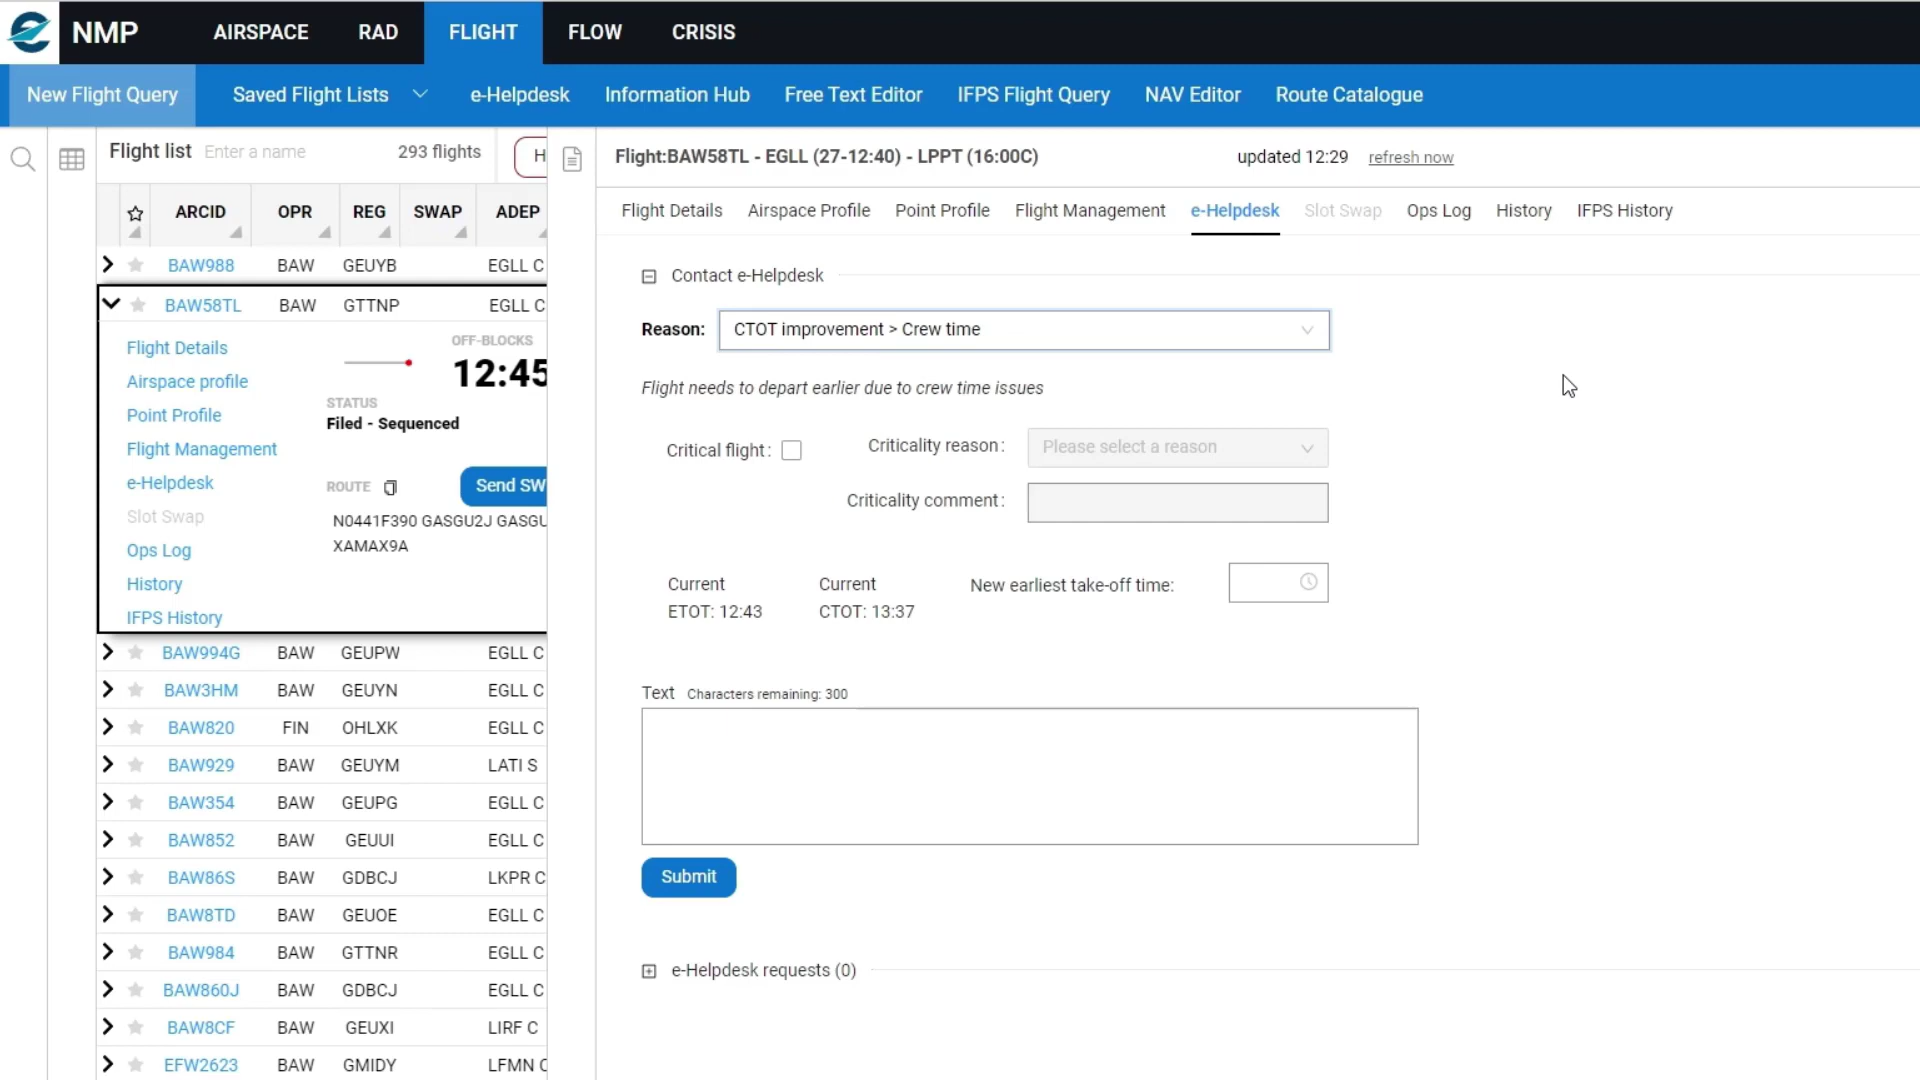 NMP AIRSPACE RAD FLIGHT FLOW CRISIS
New Flight Query Saved Flight Lists e-Helpdesk Information Hub Free Text Editor IFPS Flight Query NAV Editor Route Catalogue
Flight list Enter a name 293 flights H
ARCID OPR REG SWAP ADEP
BAW988 BAW GEUYB EGLL C
BAW58TL BAW GTTNP EGLL C
Flight Details
Airspace profile
Point Profile
Flight Management
e-Helpdesk
Slot Swap
Ops Log
History
IFPS History
OFF-BLOCKS
12:45
STATUS
Filed - Sequenced
ROUTE Send SW
N0441F390 GASGU2J GASGU
XAMAX9A
BAW994G BAW GEUPW EGLL C
BAW3HM BAW GEUYN EGLL C
BAW820 FIN OHLXK EGLL C
BAW929 BAW GEUYM LATI S
BAW354 BAW GEUPG EGLL C
BAW852 BAW GEUUI EGLL C
BAW86S BAW GDBCJ LKPR C
BAW8TD BAW GEUOE EGLL C
BAW984 BAW GTTNR EGLL C
BAW860J BAW GDBCJ EGLL C
BAW8CF BAW GEUXI LIRF C
EFW2623 BAW GMIDY LFMN C
Flight:BAW58TL - EGLL (27-12:40) - LPPT (16:00C) updated 12:29 refresh now
Flight Details Airspace Profile Point Profile Flight Management e-Helpdesk Slot Swap Ops Log History IFPS History
Contact e-Helpdesk
Reason: CTOT improvement > Crew time
Flight needs to depart earlier due to crew time issues
Critical flight: Criticality reason: Please select a reason
Criticality comment:
Current Current New earliest take-off time:
ETOT: 12:43 CTOT: 13:37
Text Characters remaining: 300
Submit
e-Helpdesk requests (0)